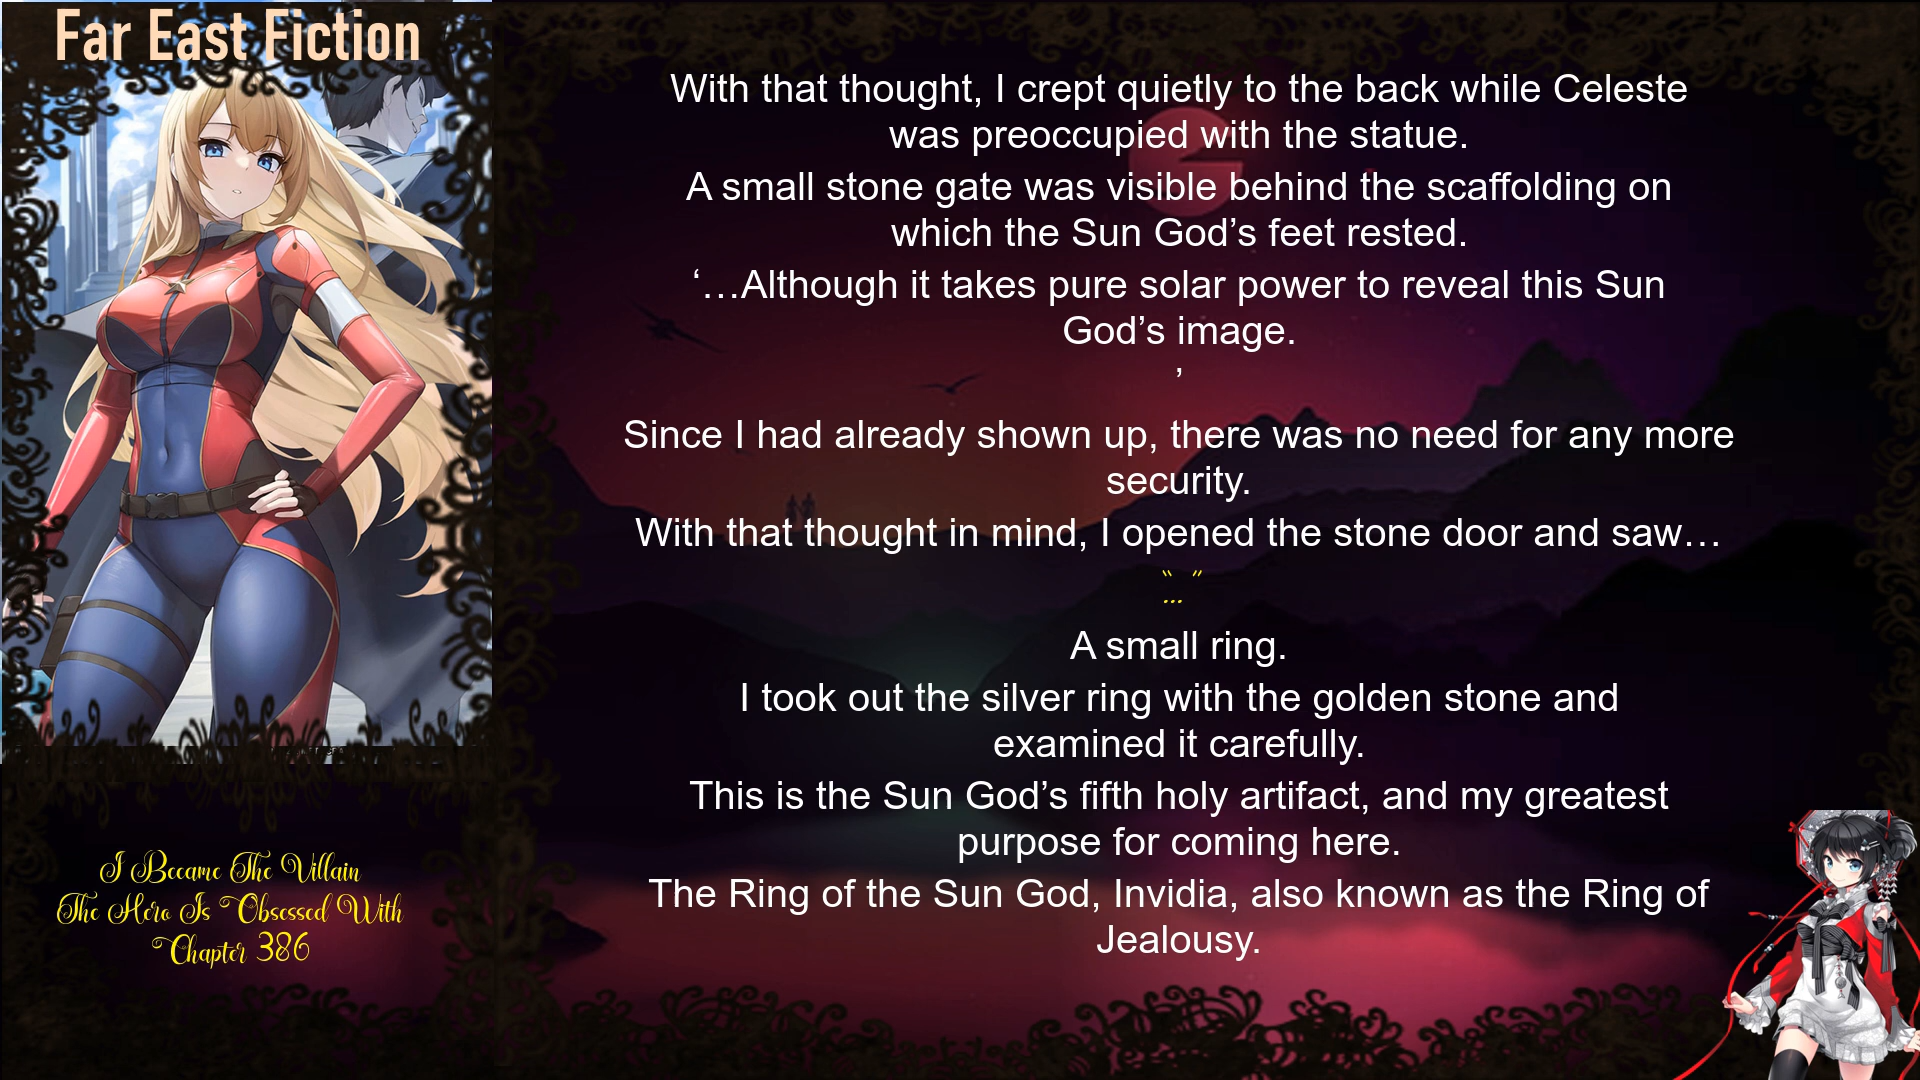 Far East Fiction
With that thought, I crept quietly to the back while Celeste
was preoccupied with the statue.
A small stone gate was visible behind the scaffolding on
which the Sun God’s feet rested.
‘…Although it takes pure solar power to reveal this Sun
God’s image.
’
Since I had already shown up, there was no need for any more
security.
With that thought in mind, I opened the stone door and saw…
“ ”
...
A small ring.
I took out the silver ring with the golden stone and
examined it carefully.
This is the Sun God’s fifth holy artifact, and my greatest
purpose for coming here.
The Ring of the Sun God, Invidia, also known as the Ring of
Jealousy.
I Became The Villain
The Hero Is Obsessed With
Chapter 386